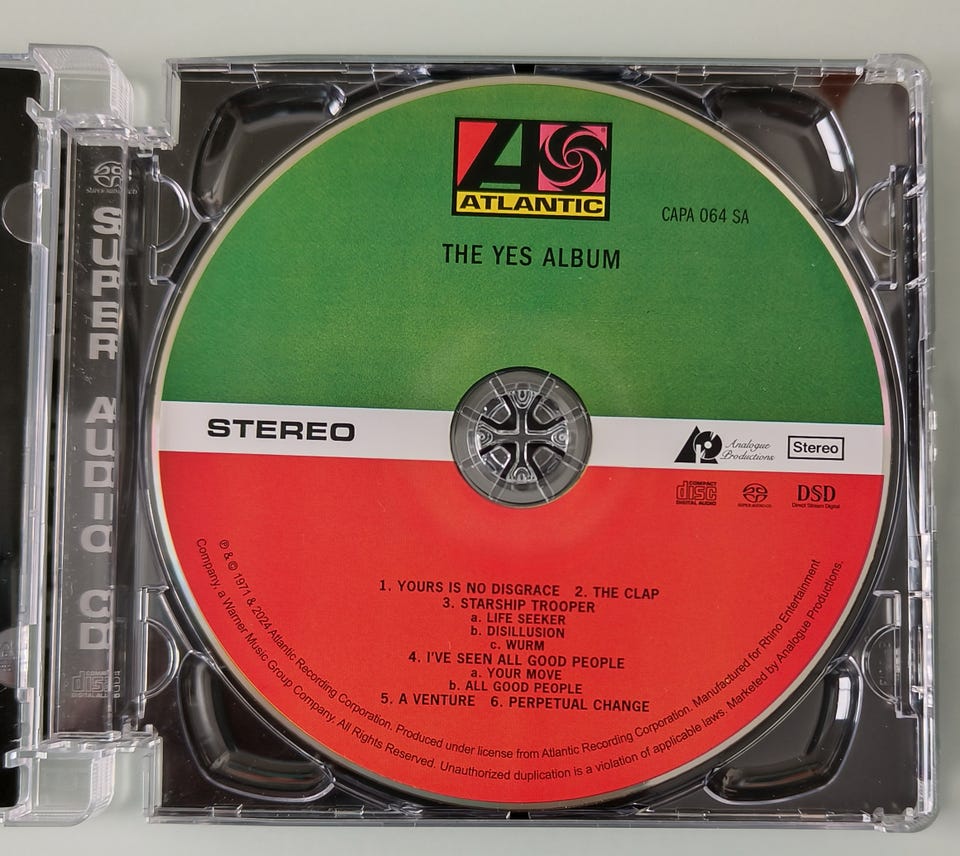 SUPER AUDIO CD
SUPER AUDIO CD
ATLANTIC
CAPA 064 SA
THE YES ALBUM
STEREO
Analogue
Productions
Stereo
COMPACT
disc
DIGITAL AUDIO
SUPER AUDIO CD
DSD
Direct Stream Digital
1. YOURS IS NO DISGRACE 2. THE CLAP
3. STARSHIP TROOPER
a. LIFE SEEKER
b. DISILLUSION
c. WURM
4. I'VE SEEN ALL GOOD PEOPLE
a. YOUR MOVE
b. ALL GOOD PEOPLE
5. A VENTURE 6. PERPETUAL CHANGE
℗ & © 1971 & 2024 Atlantic Recording Corporation. Produced under license from Atlantic Recording Corporation. Manufactured for Rhino Entertainment
Company, a Warner Music Group Company. All Rights Reserved. Unauthorized duplication is a violation of applicable laws. Marketed by Analogue Productions.